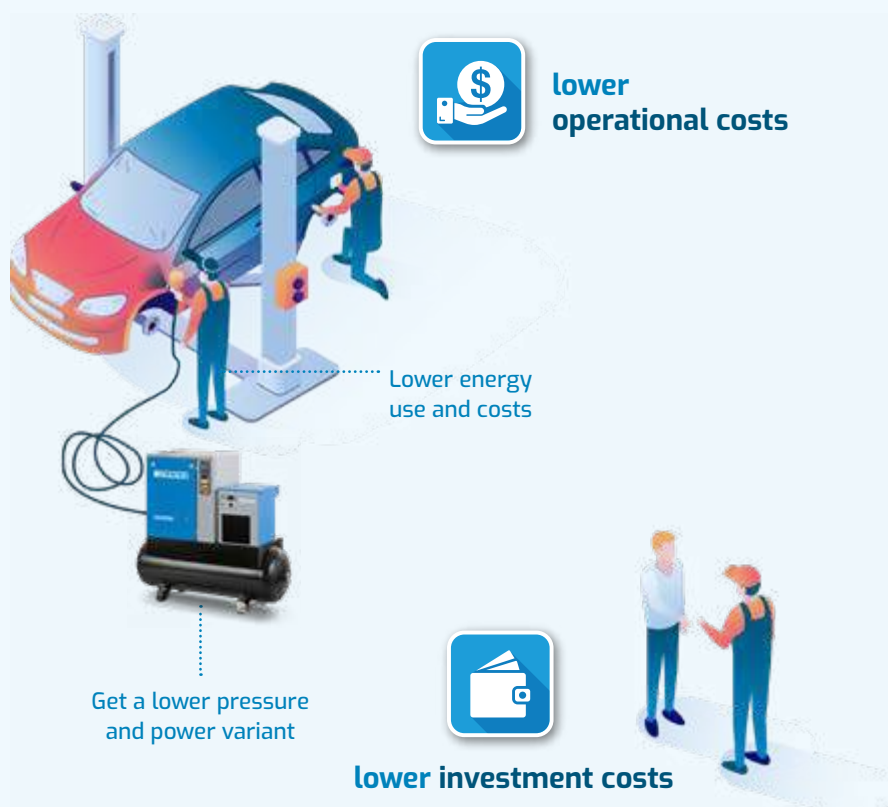 lower
operational costs
Lower energy
use and costs
Get a lower pressure
and power variant
lower investment costs